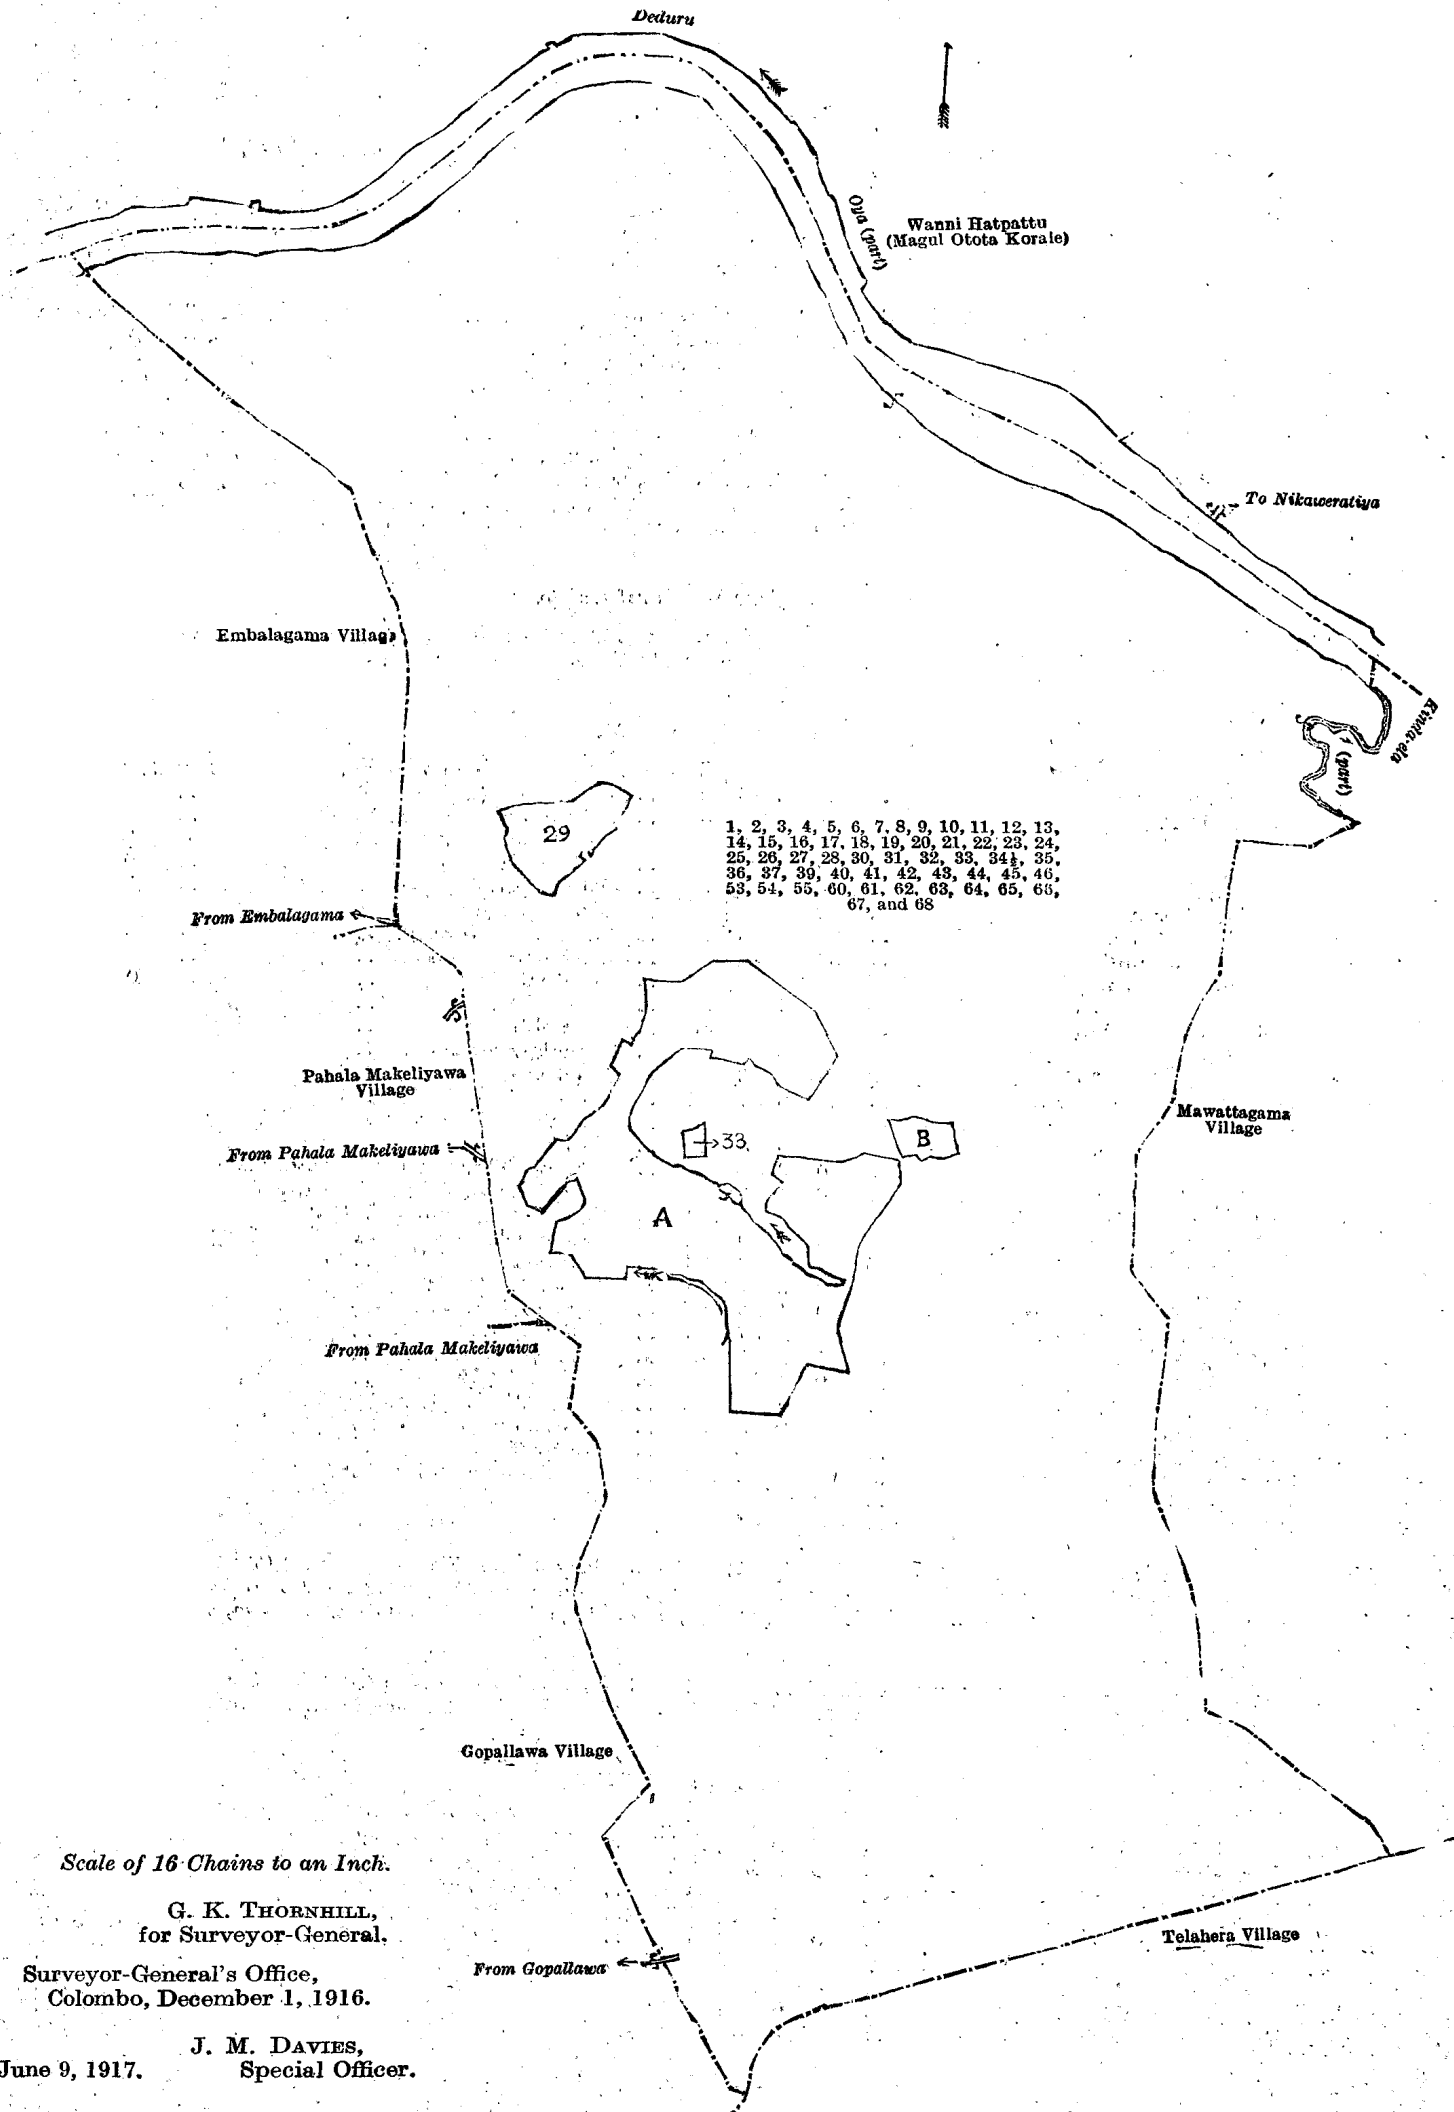 Deduru
Oya (part)
Wanni Hatpattu
(Magul Otota Korale)
To Nikaweratiya
Embalagama Village
Kinda-ela
(part)
29
1, 2, 3, 4, 5, 6, 7, 8, 9, 10, 11, 12, 13,
14, 15, 16, 17, 18, 19, 20, 21, 22, 23, 24,
25, 26, 27, 28, 30, 31, 32, 33, 34½, 35,
36, 37, 39, 40, 41, 42, 43, 44, 45, 46,
53, 54, 55, 60, 61, 62, 63, 64, 65, 66,
67, and 68
From Embalagama
Pahala Makeliyawa
Village
Mawattagama
Village
33
B
From Pahala Makeliyawa
A
From Pahala Makeliyawa
Gopallawa Village
Scale of 16 Chains to an Inch.
G. K. THORNHILL,
for Surveyor-General.
Telahera Village
From Gopallawa
Surveyor-General's Office,
Colombo, December 1, 1916.
J. M. DAVIES,
June 9, 1917. Special Officer.